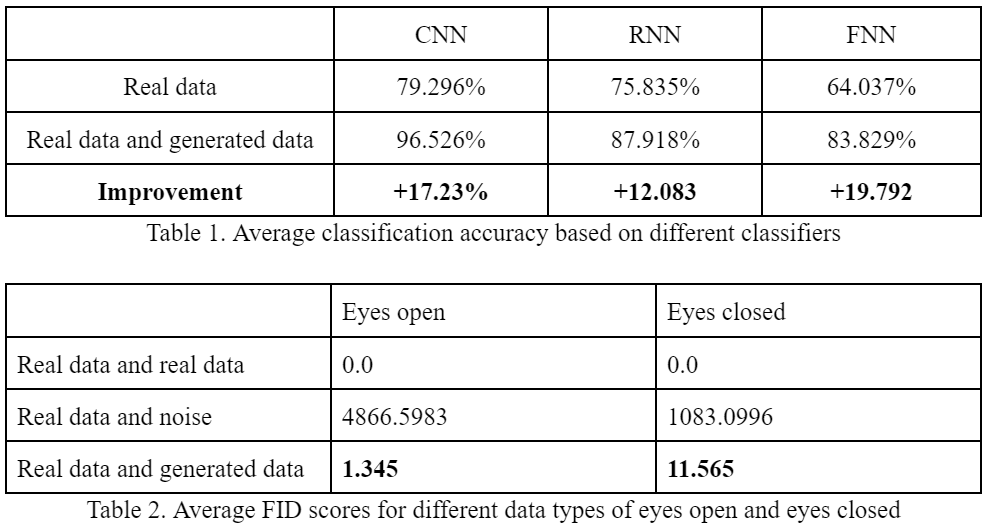 CNN RNN FNN
Real data 79.296% 75.835% 64.037%
Real data and generated data 96.526% 87.918% 83.829%
Improvement +17.23% +12.083 +19.792
Table 1. Average classification accuracy based on different classifiers
Eyes open Eyes closed
Real data and real data 0.0 0.0
Real data and noise 4866.5983 1083.0996
Real data and generated data 1.345 11.565
Table 2. Average FID scores for different data types of eyes open and eyes closed